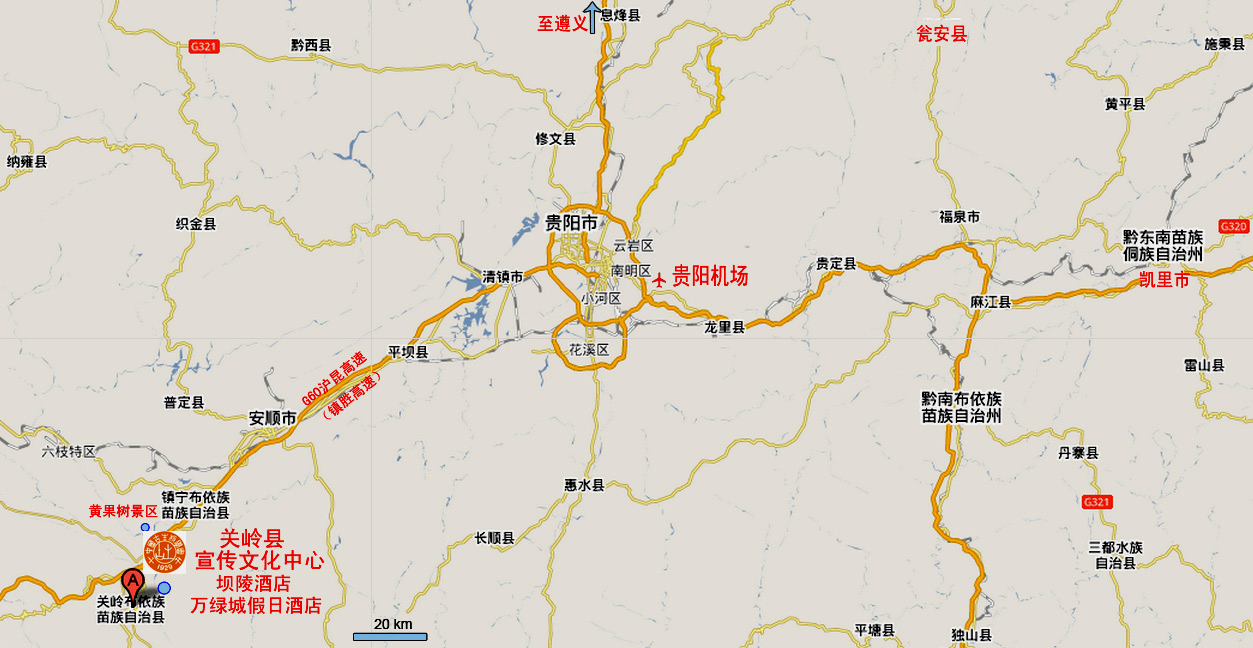 至遵义
息烽县
瓮安县
G321
黔西县
施秉县
黄平县
修文县
纳雍县
织金县
贵阳市
福泉市
G320
云岩区
黔东南苗族
侗族自治州
南明区
贵阳机场
贵定县
清镇市
凯里市
小河区
麻江县
龙里县
花溪区
平坝县
雷山县
G60沪昆高速
（镇胜高速）
普定县
安顺市
黔南布依族
苗族自治州
六枝特区
丹寨县
惠水县
镇宁布依族
苗族自治县
G321
黄果树景区
关岭县
宣传文化中心
坝陵酒店
万绿城假日酒店
长顺县
三都水族
自治县
1929
A
关岭布依族
苗族自治县
20 km
平塘县
独山县